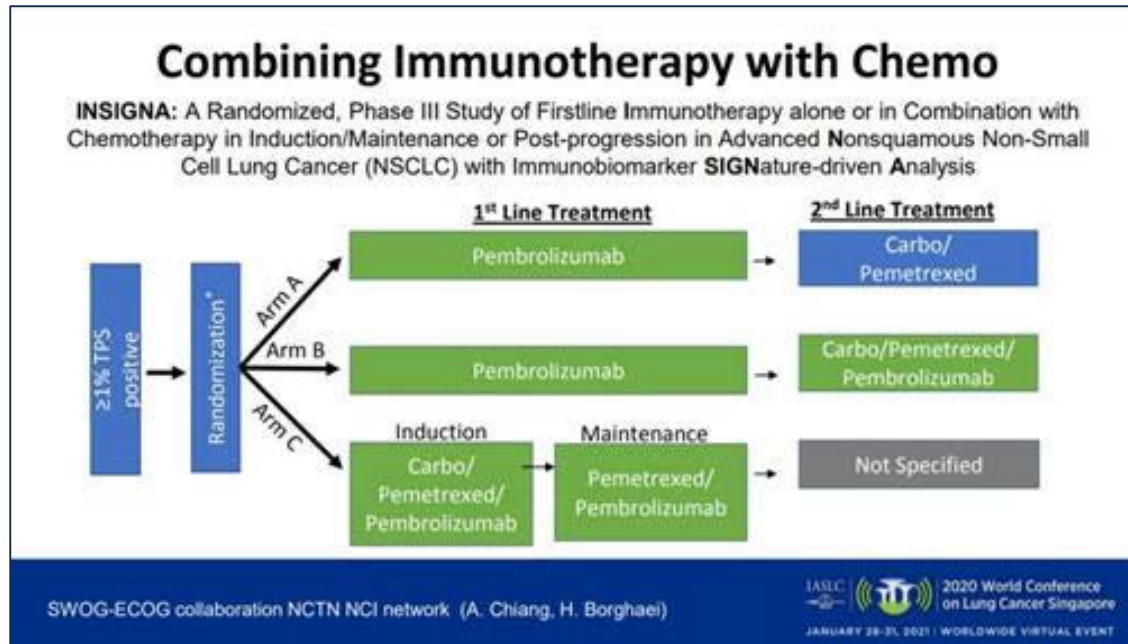 Combining Immunotherapy with Chemo
INSIGNA: A Randomized, Phase III Study of Firstline Immunotherapy alone or in Combination with
Chemotherapy in Induction/Maintenance or Post-progression in Advanced Nonsquamous Non-Small
Cell Lung Cancer (NSCLC) with Immunobiomarker SIGNature-driven Analysis
1st Line Treatment
2nd Line Treatment
≥1% TPS
positive
Randomization*
Arm A
Pembrolizumab
Carbo/
Pemetrexed
Arm B
Pembrolizumab
Carbo/Pemetrexed/
Pembrolizumab
Arm C
Induction
Carbo/
Pemetrexed/
Pembrolizumab
Maintenance
Pemetrexed/
Pembrolizumab
Not Specified
SWOG-ECOG collaboration NCTN NCI network (A. Chiang, H. Borghaei)
IASLC
2020 World Conference
on Lung Cancer Singapore
JANUARY 28-31, 2021 | WORLDWIDE VIRTUAL EVENT